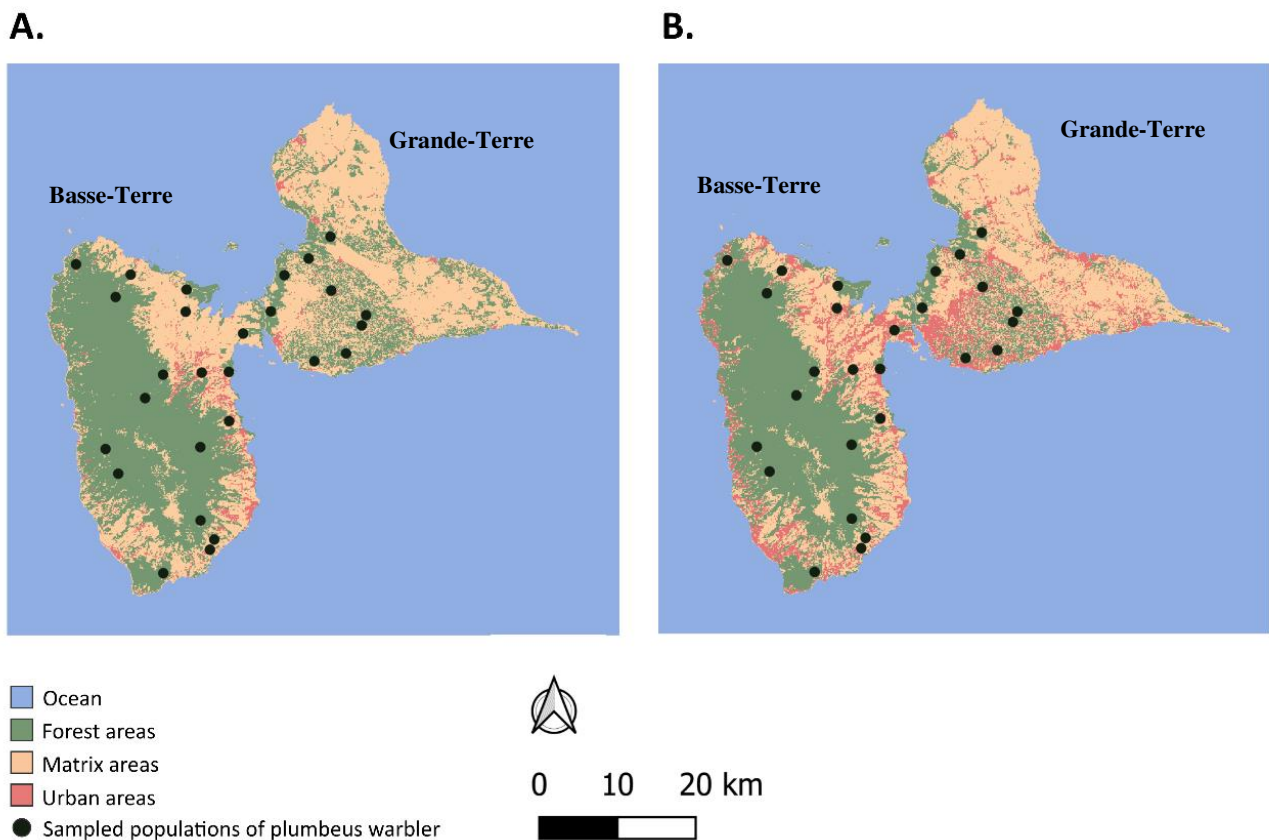 A.
B.
Grande-Terre
Basse-Terre
Grande-Terre
Basse-Terre
Ocean
Forest areas
Matrix areas
Urban areas
Sampled populations of plumbeus warbler
0 10 20 km